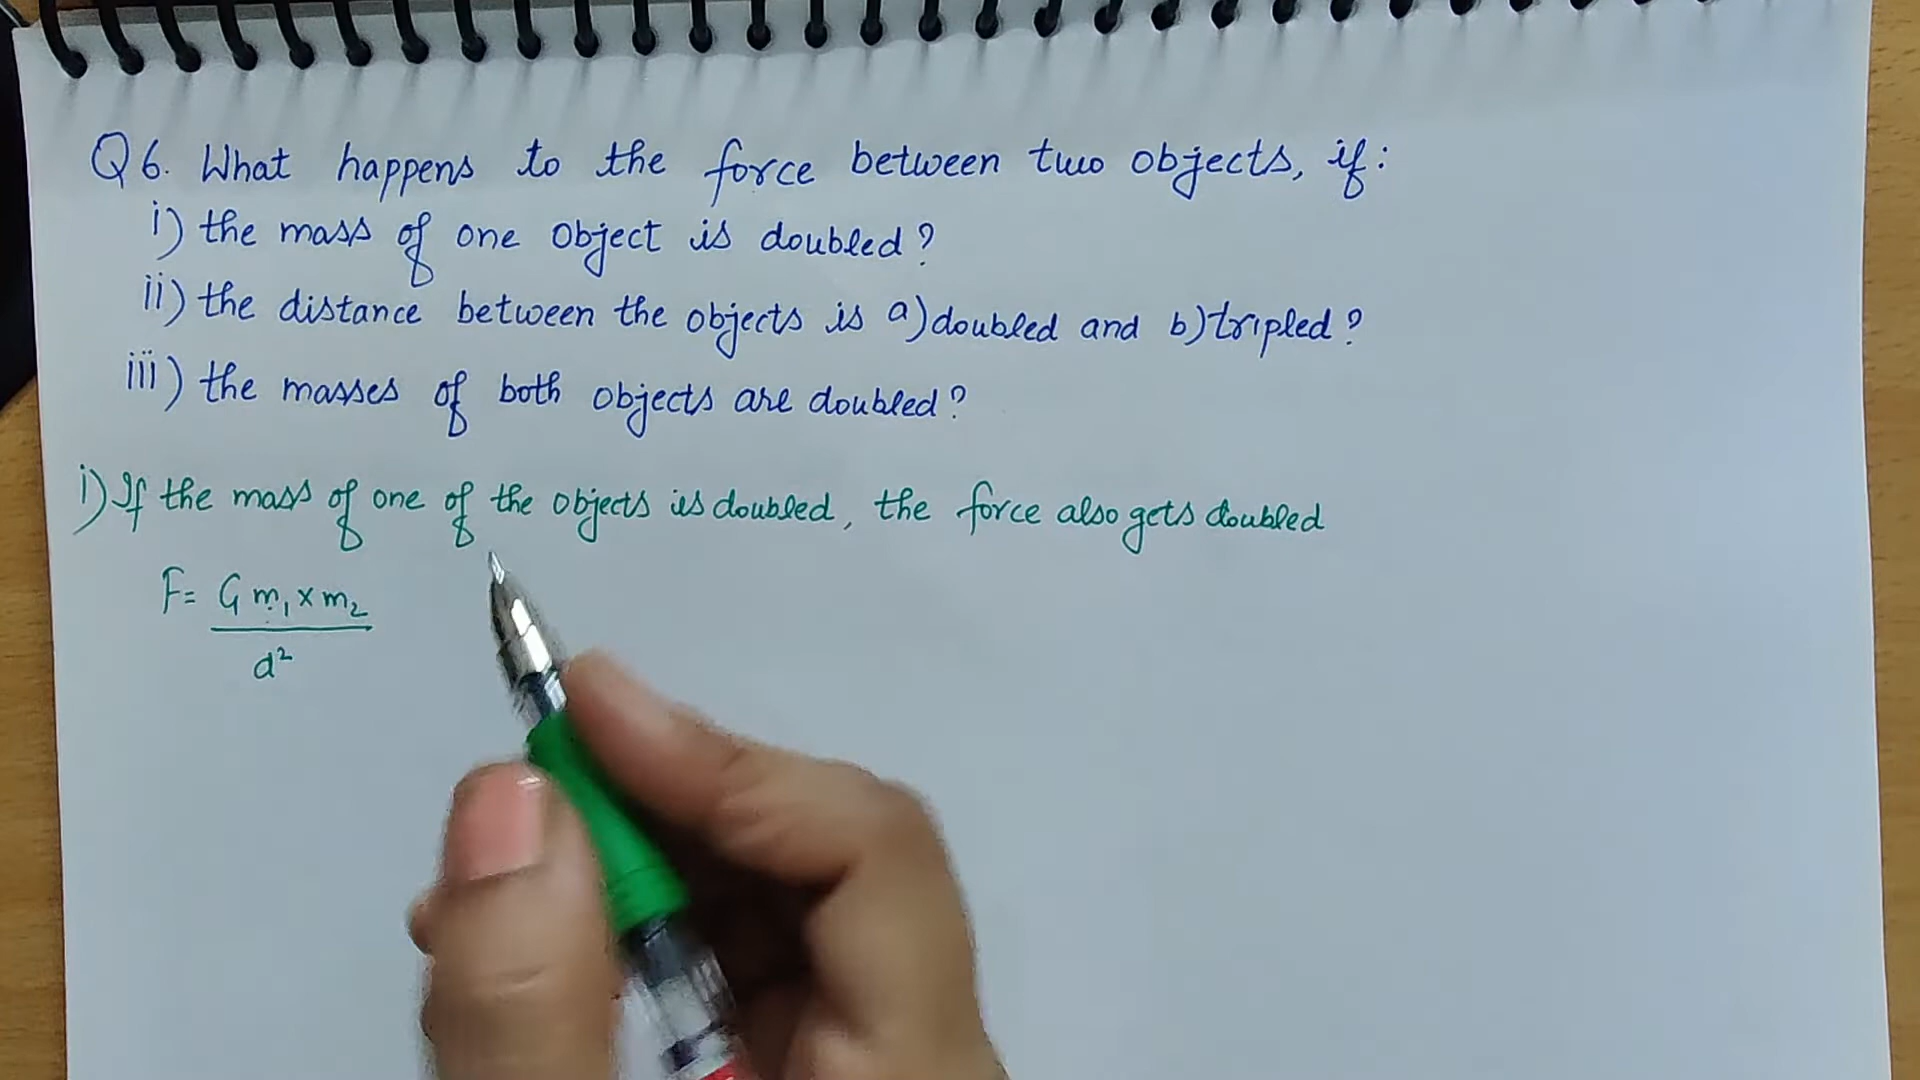 Q6. What happens to the force between two objects, if:
i) the mass of one object is doubled?
ii) the distance between the objects is a) doubled and b) tripled?
iii) the masses of both objects are doubled?
i) If the mass of one of the objects is doubled, the force also gets doubled
F = G m₁ × m₂
d²